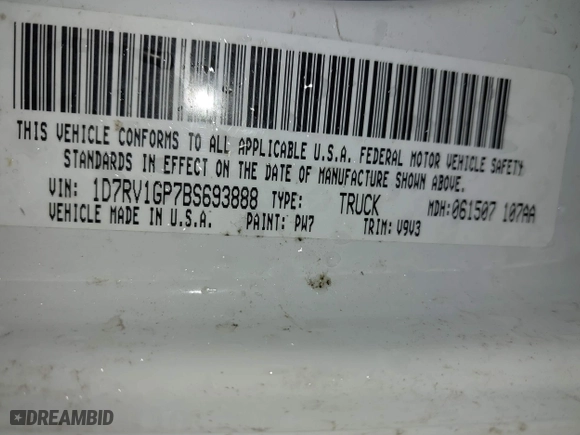 THIS VEHICLE CONFORMS TO ALL APPLICABLE U.S.A. FEDERAL MOTOR VEHICLE SAFETY
STANDARDS IN EFFECT ON THE DATE OF MANUFACTURE SHOWN ABOVE.
VIN: 1D7RV1GP7BS693888 TYPE: TRUCK MDH:061507 107AA
VEHICLE MADE IN U.S.A. PAINT: PW7 TRIM: V9V3
DREAMBID